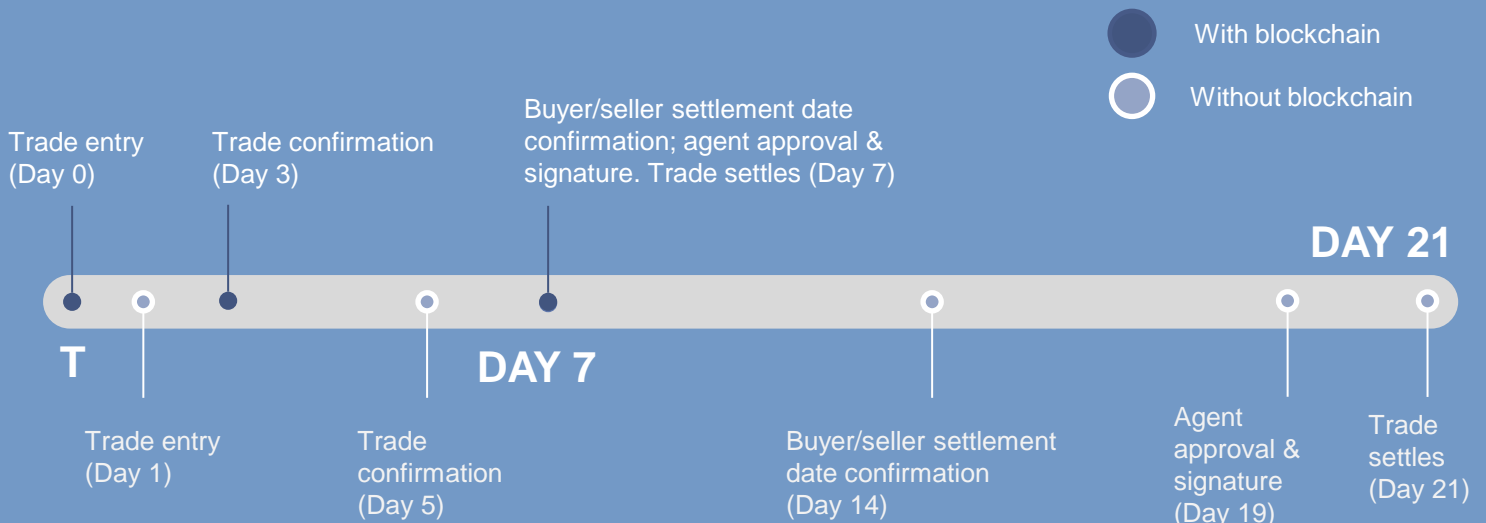 With blockchain
Without blockchain
Trade entry
(Day 0)
Trade confirmation
(Day 3)
Buyer/seller settlement date
confirmation; agent approval &
signature. Trade settles (Day 7)
DAY 21
T
DAY 7
Trade entry
(Day 1)
Trade
confirmation
(Day 5)
Buyer/seller settlement
date confirmation
(Day 14)
Agent
approval &
signature
(Day 19)
Trade
settles
(Day 21)